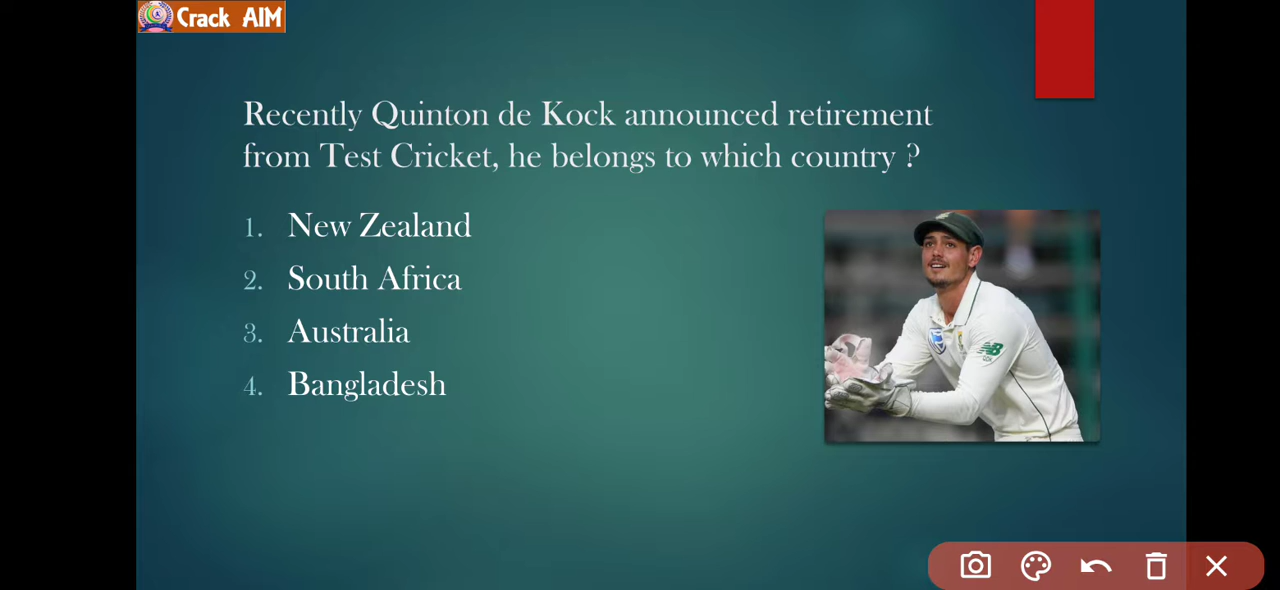 Crack AIM
Recently Quinton de Kock announced retirement
from Test Cricket, he belongs to which country ?
1. New Zealand
2. South Africa
3. Australia
4. Bangladesh